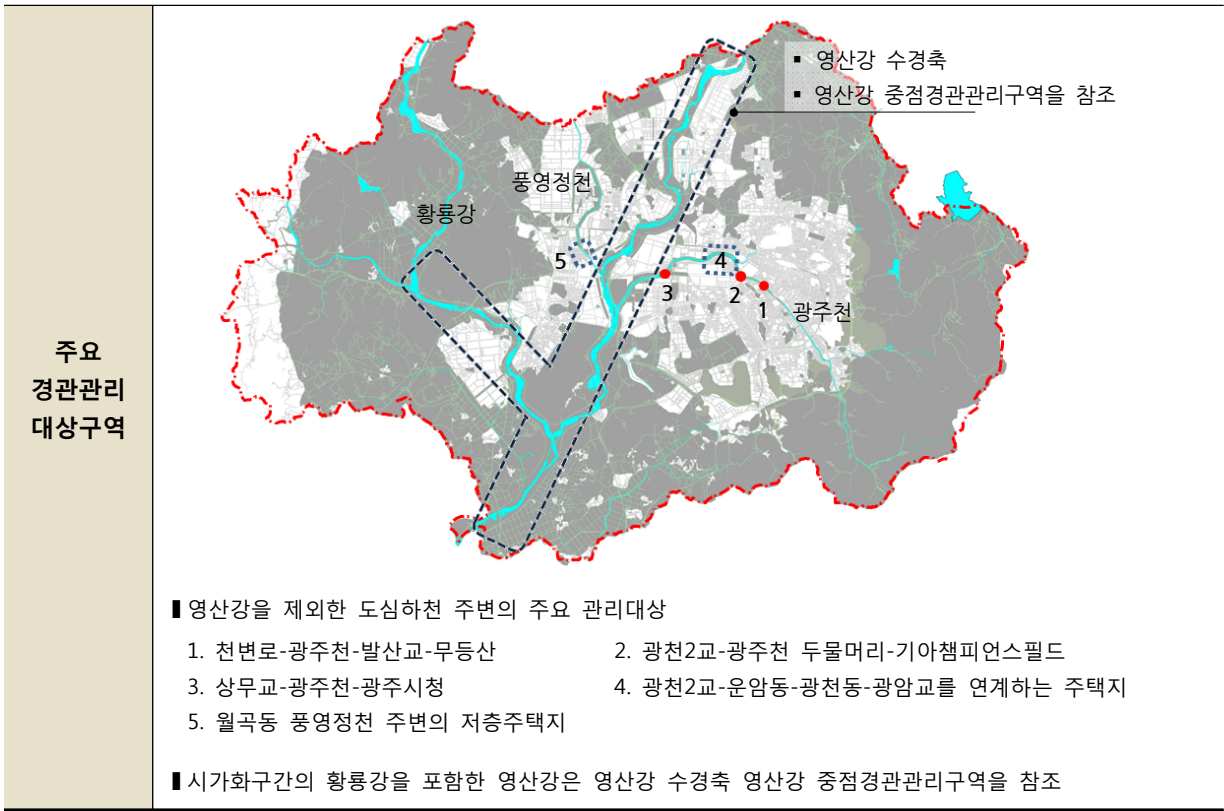 ▪ 영산강 수경축
▪ 영산강 중점경관관리구역을 참조
풍영정천
황룡강
5
4
3
2
1
광주천
주요
경관관리
대상구역
▌영산강을 제외한 도심하천 주변의 주요 관리대상
1. 천변로-광주천-발산교-무등산
2. 광천2교-광주천 두물머리-기아챔피언스필드
3. 상무교-광주천-광주시청
4. 광천2교-운암동-광천동-광암교를 연계하는 주택지
5. 월곡동 풍영정천 주변의 저층주택지
▌시가화구간의 황룡강을 포함한 영산강은 영산강 수경축 영산강 중점경관관리구역을 참조